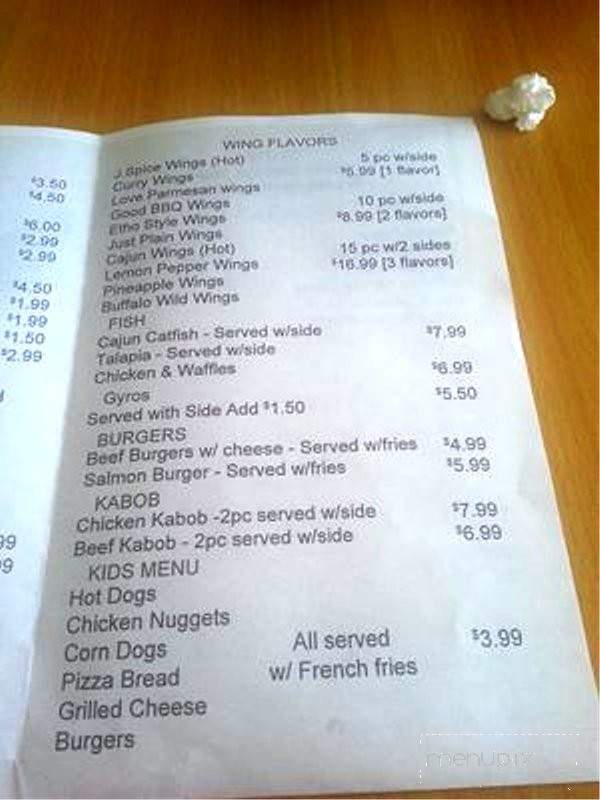 $3.50
$4.50
$6.00
$2.99
$2.99
$4.50
$1.99
$1.99
$1.50
$2.99
99
9
WING FLAVORS
J.Spice Wings (Hot)
Curry Wings
Love Parmesan wings
Good BBQ Wings
Etho Style Wings
Just Plain Wings
Cajun Wings (Hot)
Lemon Pepper Wings
Pineapple Wings
Buffalo Wild Wings
5 pc w/side
$5.99 [1 flavor]
10 pc w/side
$8.99 [2 flavors]
15 pc w/2 sides
$16.99 [3 flavors]
FISH
Cajun Catfish - Served w/side $7.99
Talapia - Served w/side
Chicken & Waffles $6.99
Gyros $5.50
Served with Side Add $1.50
BURGERS
Beef Burgers w/ cheese - Served w/fries $4.99
Salmon Burger - Served w/fries $5.99
KABOB
Chicken Kabob -2pc served w/side $7.99
Beef Kabob - 2pc served w/side $6.99
KIDS MENU
Hot Dogs
Chicken Nuggets
Corn Dogs
Pizza Bread
Grilled Cheese
Burgers
All served $3.99
w/ French fries
menupix